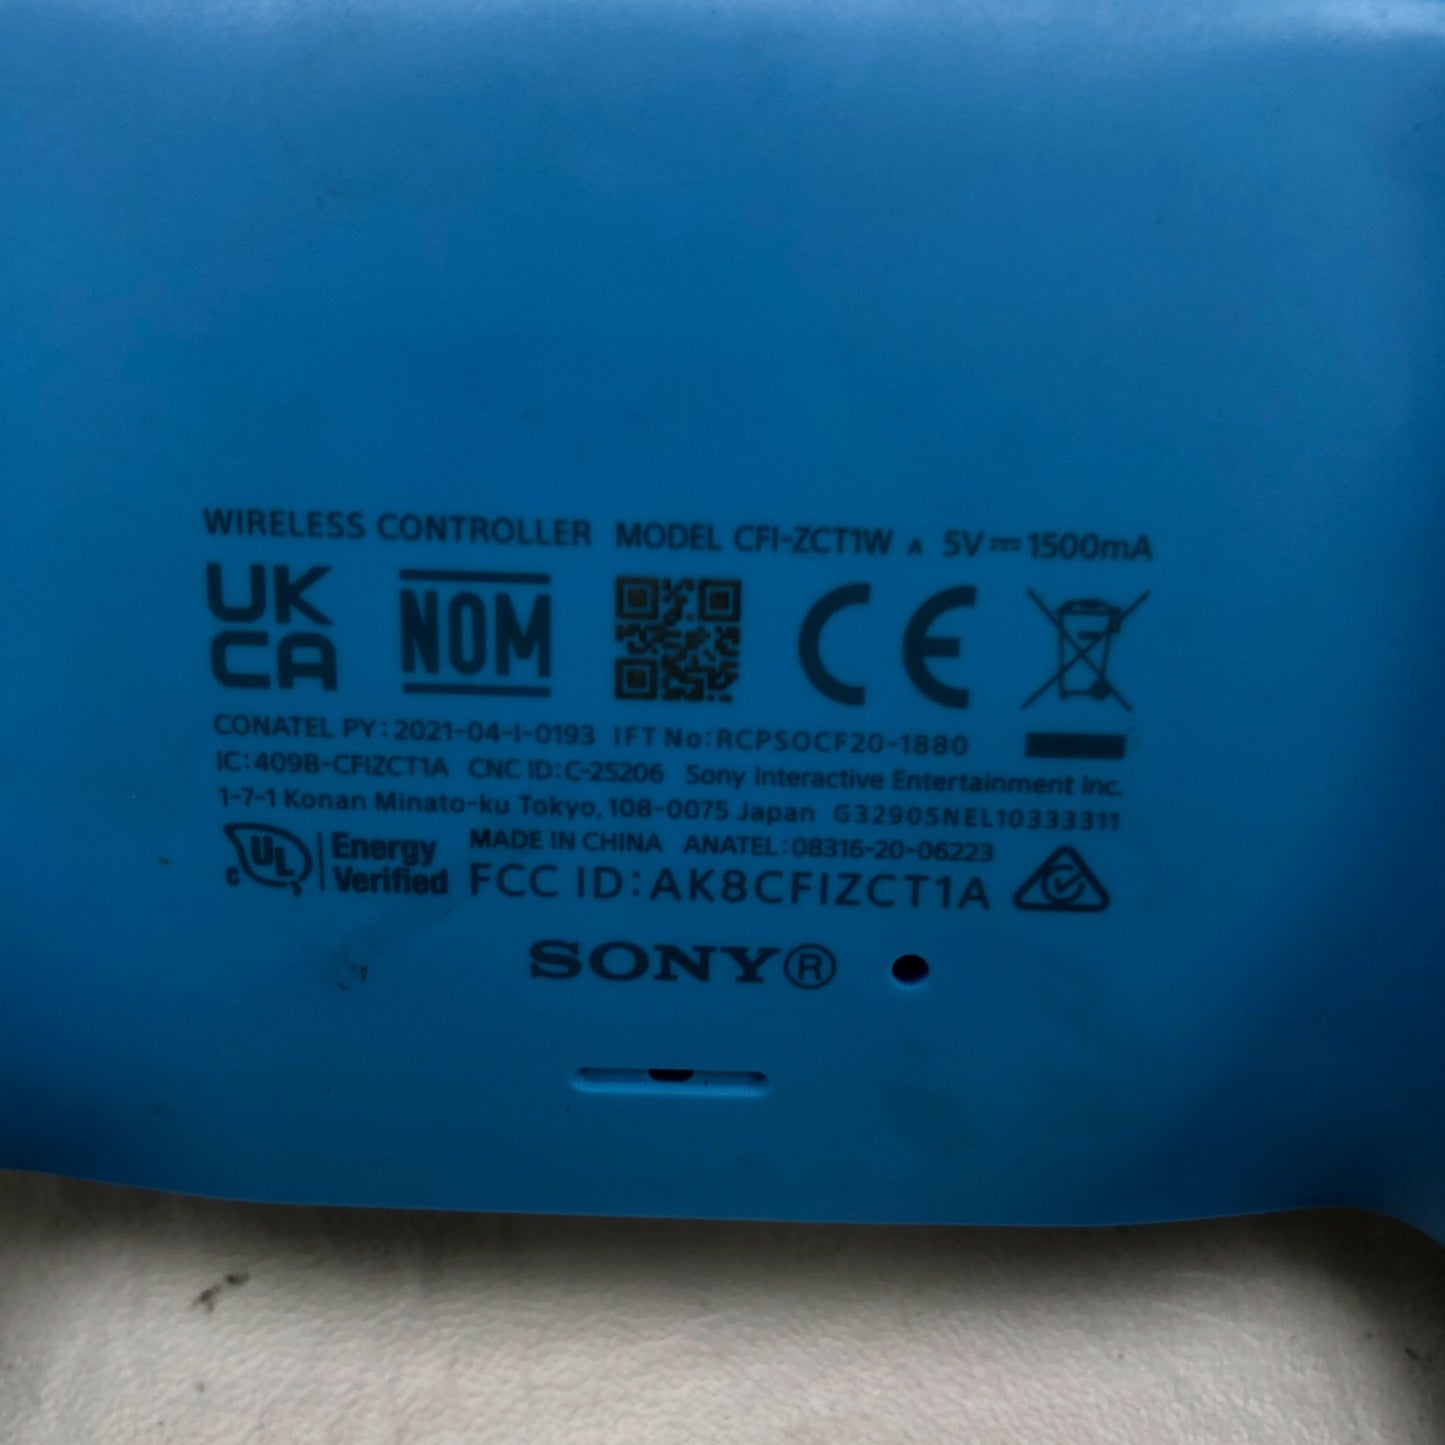 WIRELESS CONTROLLER MODEL CFI-ZCT1W A 5V⎓1500mA
UK
CA
NOM
CE
CONATEL PY:2021-04-I-0193 IFT No:RCPSOCF20-1880
IC:409B-CFIZCT1A CNC ID:C-25206 Sony Interactive Entertainment Inc.
1-7-1 Konan Minato-ku Tokyo, 108-0075 Japan G32905NEL10333311
MADE IN CHINA ANATEL:08316-20-06223
c UL
Energy
Verified
FCC ID:AK8CFIZCT1A
SONY®